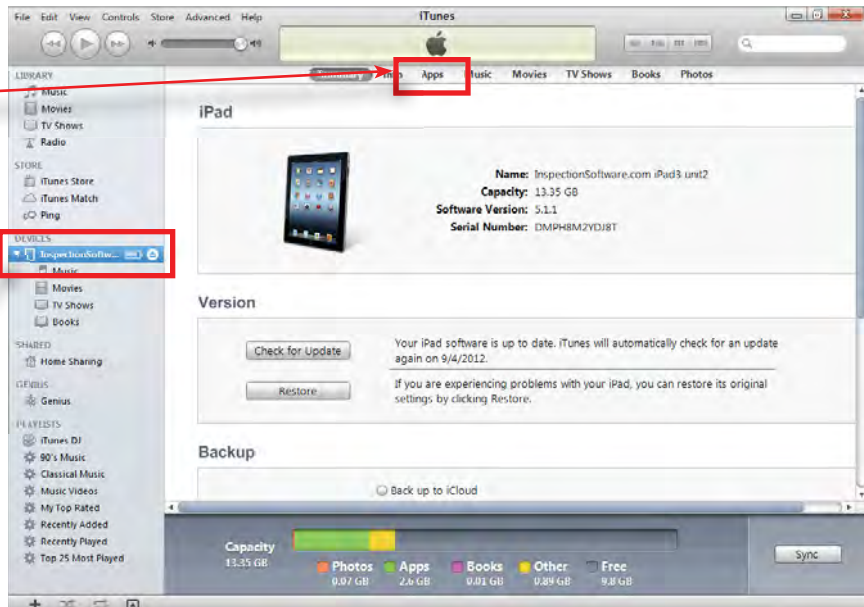 File Edit View Controls Store Advanced Help
iTunes
LIBRARY
Music
Movies
TV Shows
Radio
STORE
iTunes Store
iTunes Match
Ping
DEVICES
InspectionSoftw...
Music
Movies
TV Shows
Books
SHARED
Home Sharing
GENIUS
Genius
PLAYLISTS
iTunes DJ
90's Music
Classical Music
Music Videos
My Top Rated
Recently Added
Recently Played
Top 25 Most Played
Summary Info Apps Music Movies TV Shows Books Photos
iPad
Name: InspectionSoftware.com iPad3 unit2
Capacity: 13.35 GB
Software Version: 5.1.1
Serial Number: DMPH8M2YDJ8T
Version
Check for Update
Your iPad software is up to date. iTunes will automatically check for an update
again on 9/4/2012.
Restore
If you are experiencing problems with your iPad, you can restore its original
settings by clicking Restore.
Backup
Back up to iCloud
Capacity
13.35 GB
Photos Apps Books Other Free
0.07 GB 2.6 GB 0.01 GB 0.89 GB 9.8 GB
Sync